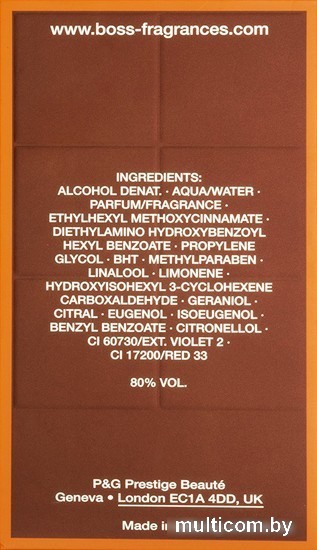 www.boss-fragrances.com
INGREDIENTS:
ALCOHOL DENAT. · AQUA/WATER ·
PARFUM/FRAGRANCE ·
ETHYLHEXYL METHOXYCINNAMATE ·
DIETHYLAMINO HYDROXYBENZOYL
HEXYL BENZOATE · PROPYLENE
GLYCOL · BHT · METHYLPARABEN ·
LINALOOL · LIMONENE ·
HYDROXYISOHEXYL 3-CYCLOHEXENE
CARBOXALDEHYDE · GERANIOL ·
CITRAL · EUGENOL · ISOEUGENOL ·
BENZYL BENZOATE · CITRONELLOL ·
CI 60730/EXT. VIOLET 2 ·
CI 17200/RED 33
80% VOL.
P&G Prestige Beauté
Geneva • London EC1A 4DD, UK
Made in
multicom.by